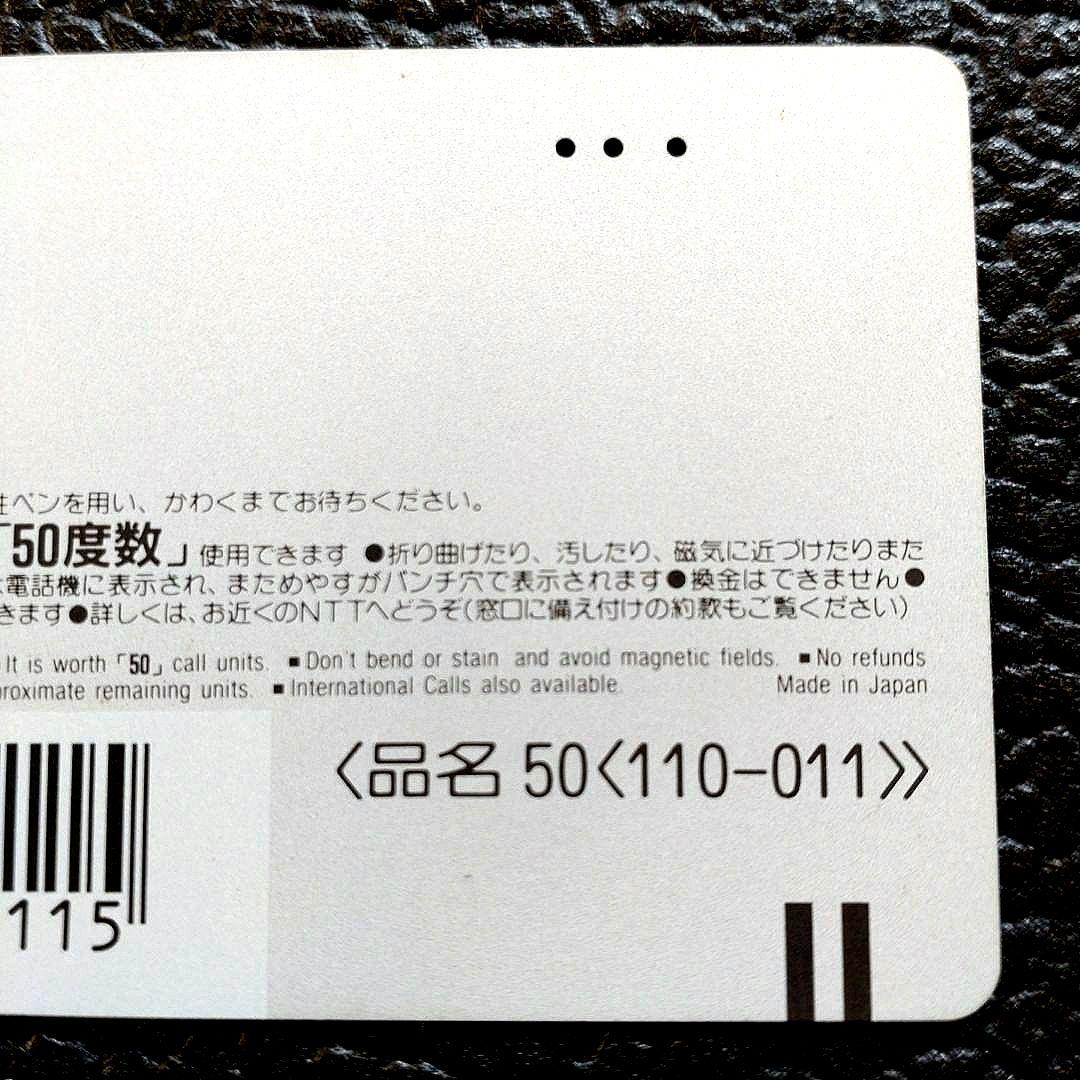 性ペンを用い、かわくまでお待ちください。
「50度数」使用できます ●折り曲げたり、汚したり、磁気に近づけたりまた
電話機に表示され、まためやすがパンチ穴で表示されます●換金はできません●
きます●詳しくは、お近くのNTTへどうぞ(窓口に備え付けの約款もご覧ください)
It is worth「50」call units. ■Don't bend or stain and avoid magnetic fields. ■No refunds
roximate remaining units. ■International Calls also available. Made in Japan
〈品名 50〈110-011〉〉
115